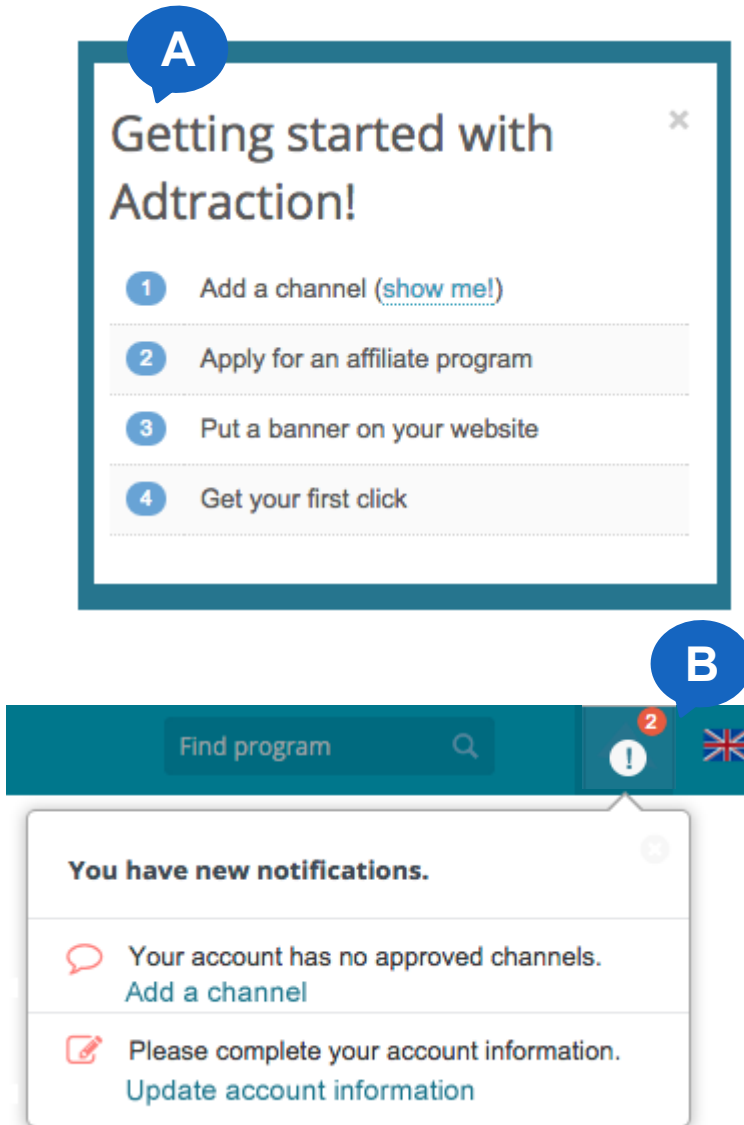 A
Getting started with
Adtraction!
1 Add a channel (show me!)
2 Apply for an affiliate program
3 Put a banner on your website
4 Get your first click
B
Find program
2
!
You have new notifications.
Your account has no approved channels.
Add a channel
Please complete your account information.
Update account information